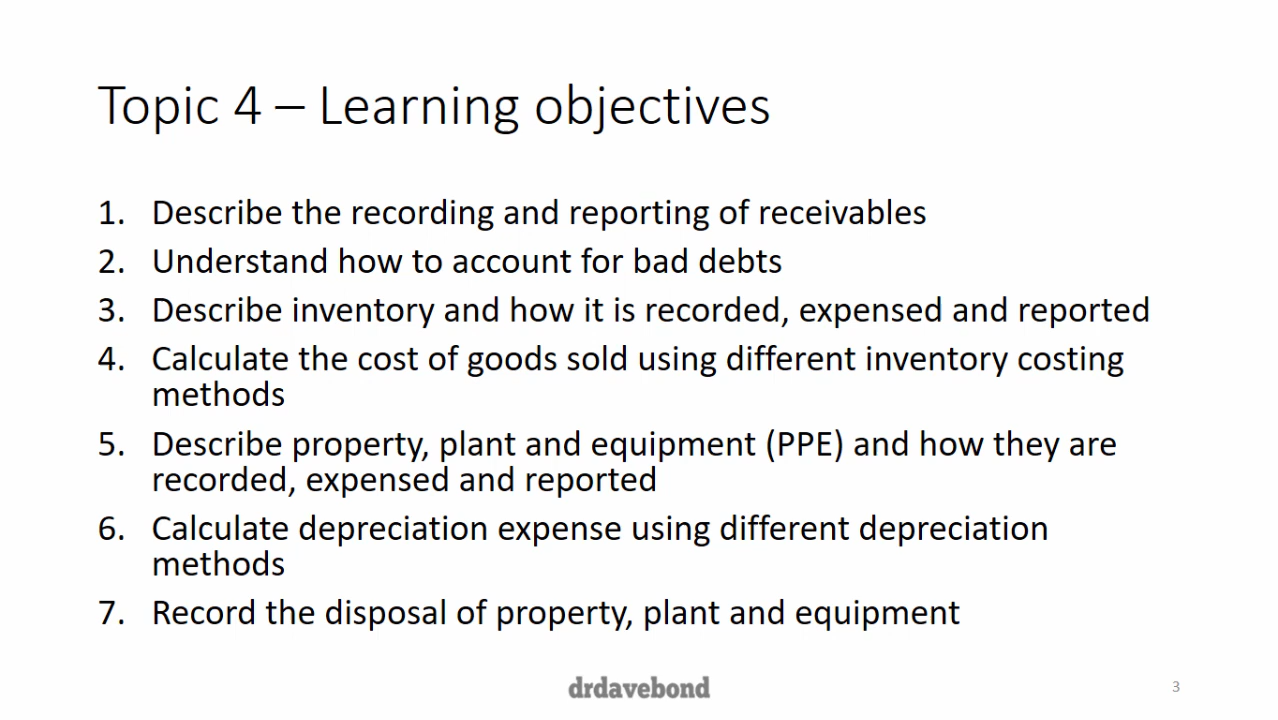 Topic 4 – Learning objectives
1. Describe the recording and reporting of receivables
2. Understand how to account for bad debts
3. Describe inventory and how it is recorded, expensed and reported
4. Calculate the cost of goods sold using different inventory costing
methods
5. Describe property, plant and equipment (PPE) and how they are
recorded, expensed and reported
6. Calculate depreciation expense using different depreciation
methods
7. Record the disposal of property, plant and equipment
drdavebond
3